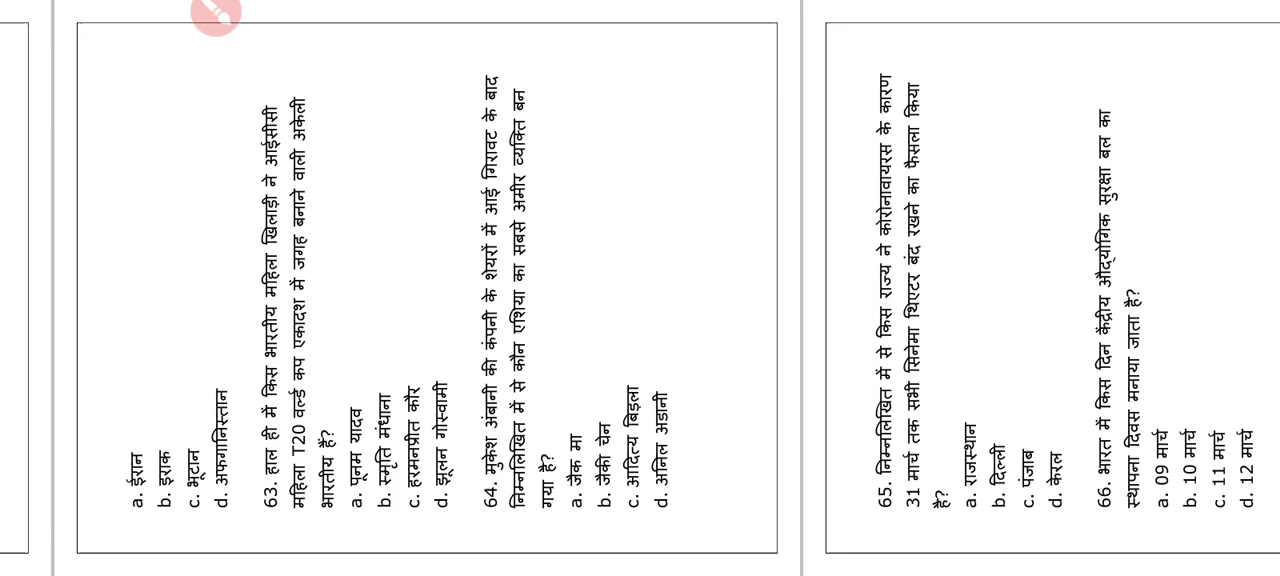 a. ईरान
b. इराक
c. भूटान
d. अफगानिस्तान
63. हाल ही में किस भारतीय महिला खिलाड़ी ने आईसीसी
महिला T20 वर्ल्ड कप एकादश में जगह बनाने वाली अकेली
भारतीय हैं?
a. पूनम यादव
b. स्मृति मंधाना
c. हरमनप्रीत कौर
d. झूलन गोस्वामी
64. मुकेश अंबानी की कंपनी के शेयरों में आई गिरावट के बाद
निम्नलिखित में से कौन एशिया का सबसे अमीर व्यक्ति बन
गया है?
a. जैक मा
b. जैकी चेन
c. आदित्य बिड़ला
d. अनिल अडानी
65. निम्नलिखित में से किस राज्य ने कोरोनावायरस के कारण
31 मार्च तक सभी सिनेमा थिएटर बंद रखने का फैसला किया
है?
a. राजस्थान
b. दिल्ली
c. पंजाब
d. केरल
66. भारत में किस दिन केंद्रीय औद्योगिक सुरक्षा बल का
स्थापना दिवस मनाया जाता है?
a. 09 मार्च
b. 10 मार्च
c. 11 मार्च
d. 12 मार्च